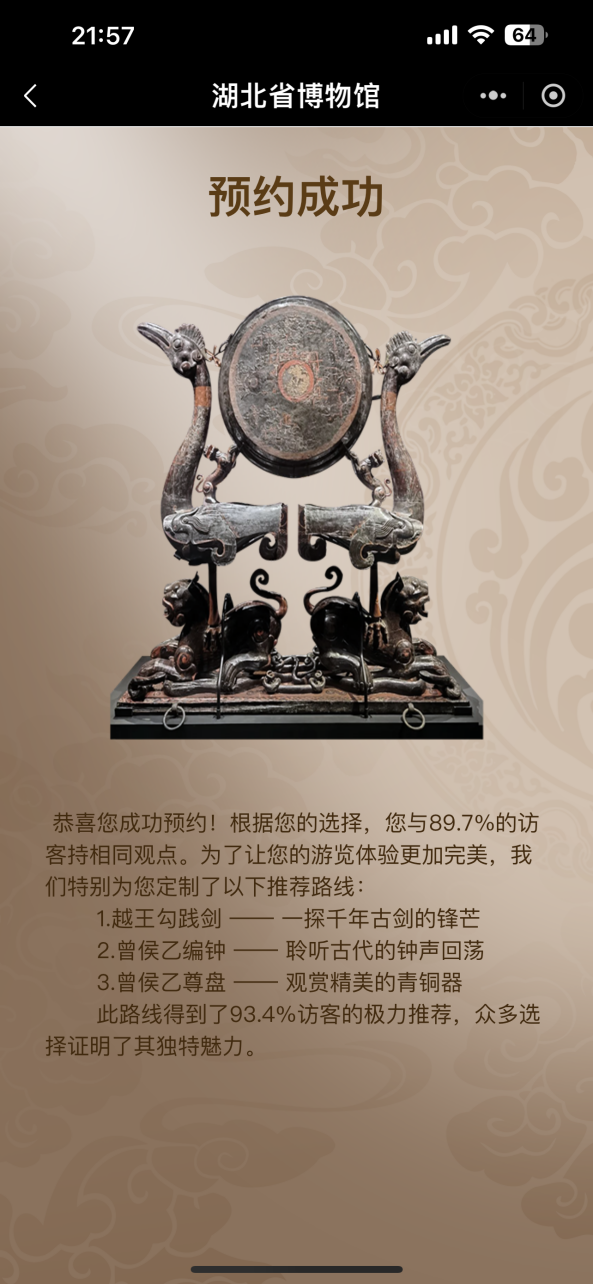 21:57
64
湖北省博物馆
预约成功
恭喜您成功预约！根据您的选择，您与89.7%的访
客持相同观点。为了让您的游览体验更加完美，我
们特别为您定制了以下推荐路线：
1.越王勾践剑 —— 一探千年古剑的锋芒
2.曾侯乙编钟 —— 聆听古代的钟声回荡
3.曾侯乙尊盘 —— 观赏精美的青铜器
此路线得到了93.4%访客的极力推荐，众多选
择证明了其独特魅力。